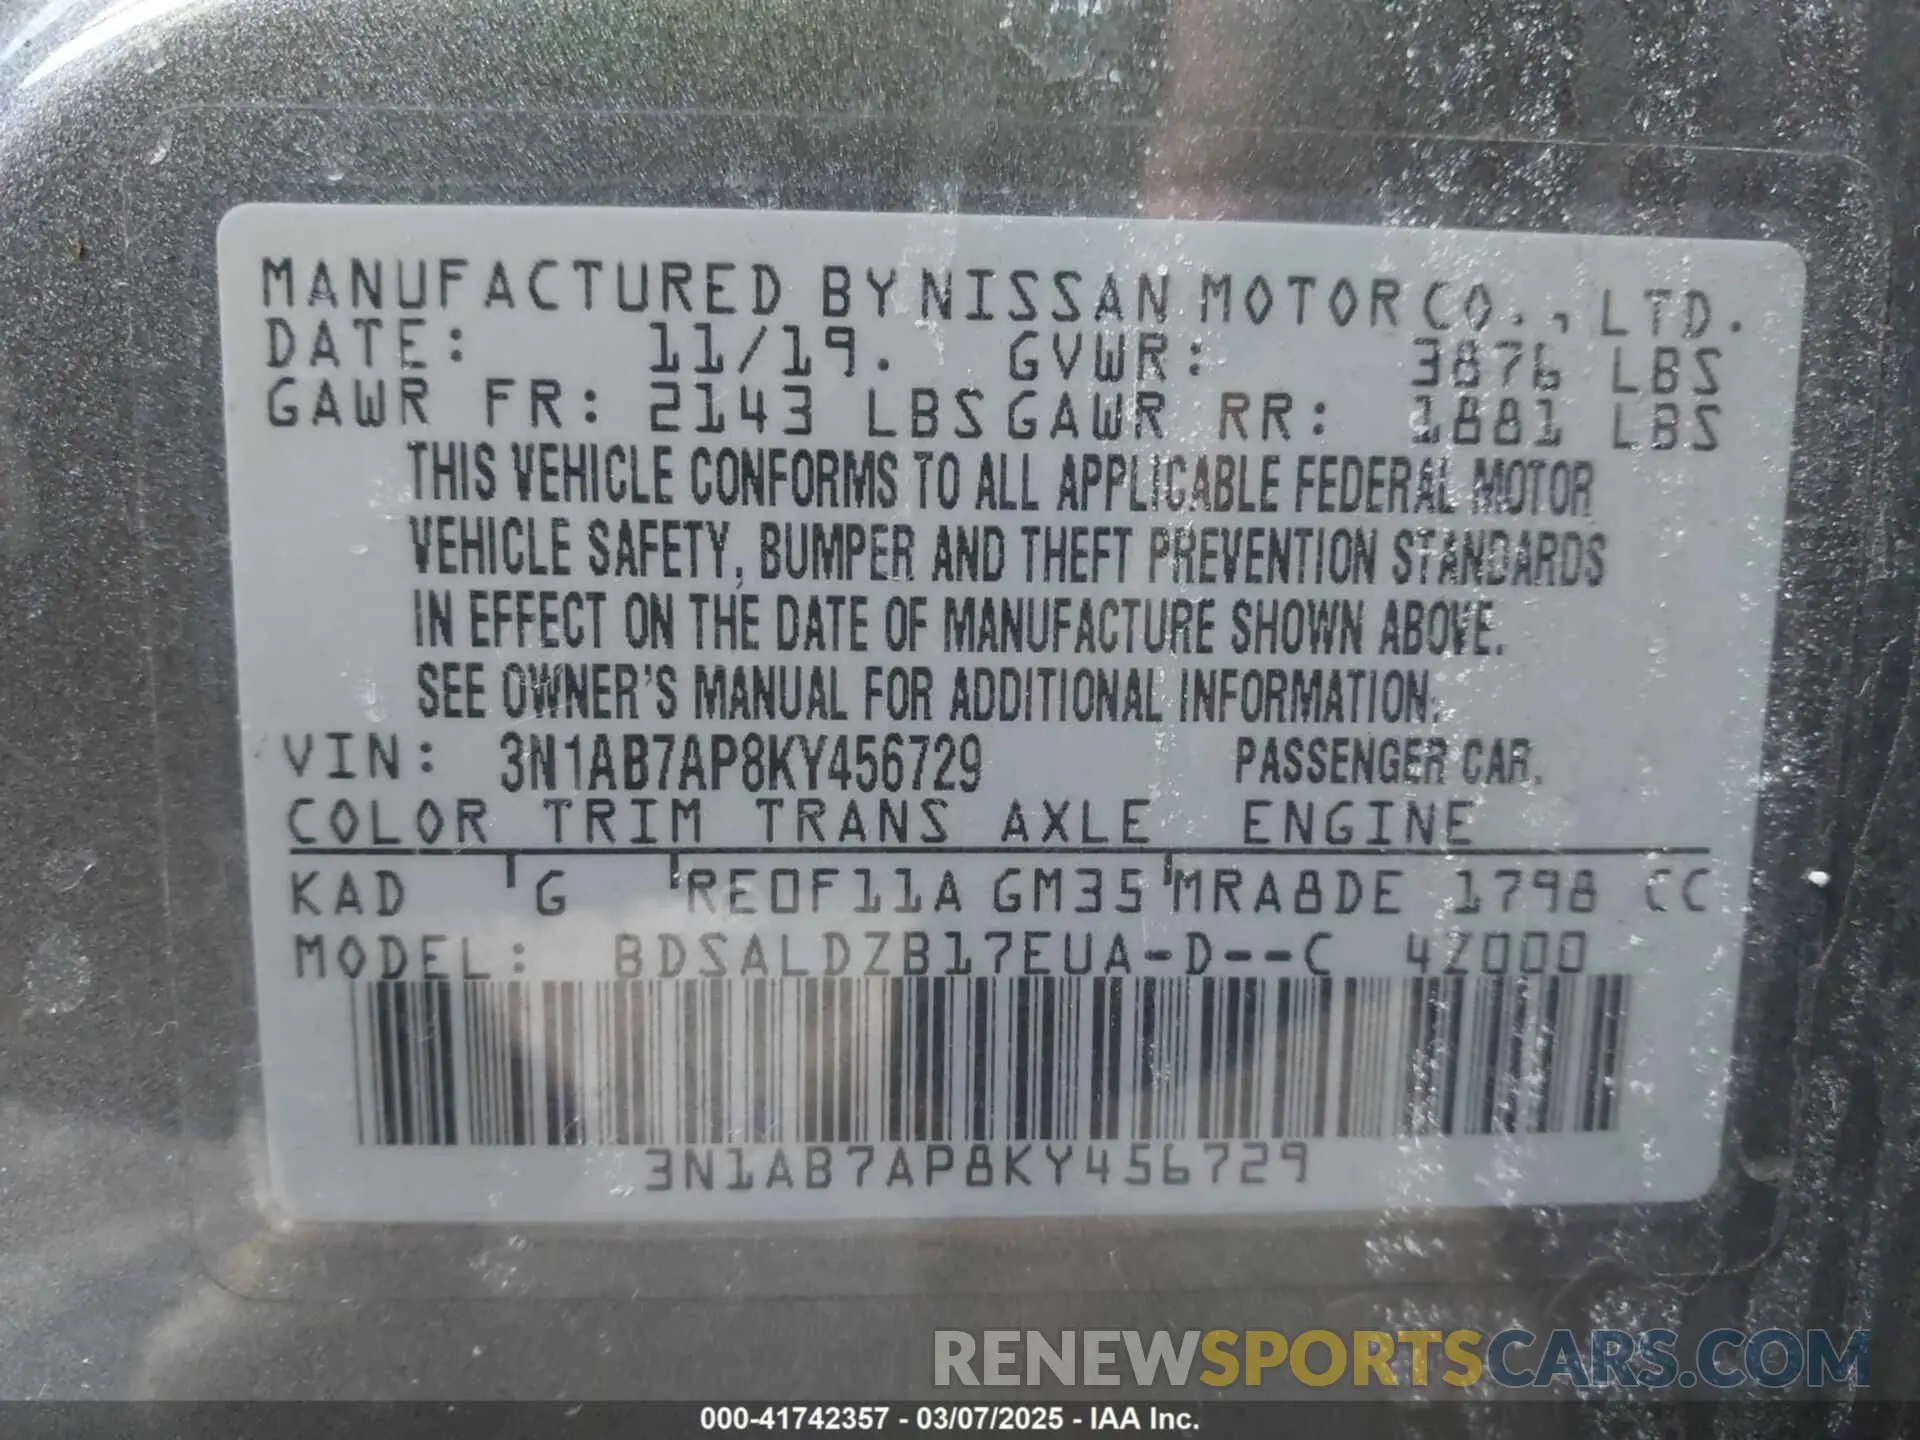 MANUFACTURED BY NISSAN MOTOR CO., LTD.
DATE: 11/19. GVWR: 3876 LBS
GAWR FR: 2143 LBS GAWR RR: 1881 LBS
THIS VEHICLE CONFORMS TO ALL APPLICABLE FEDERAL MOTOR
VEHICLE SAFETY, BUMPER AND THEFT PREVENTION STANDARDS
IN EFFECT ON THE DATE OF MANUFACTURE SHOWN ABOVE.
SEE OWNER'S MANUAL FOR ADDITIONAL INFORMATION.
VIN: 3N1AB7AP8KY456729 PASSENGER CAR.
COLOR TRIM TRANS AXLE ENGINE
KAD G RE0F11A GM35 MRA8DE 1798 CC
MODEL: BDSALDZB17EUA-D--C 4Z000
3N1AB7AP8KY456729
RENEWSPORTSCARS.COM
000-41742357 - 03/07/2025 - IAA Inc.